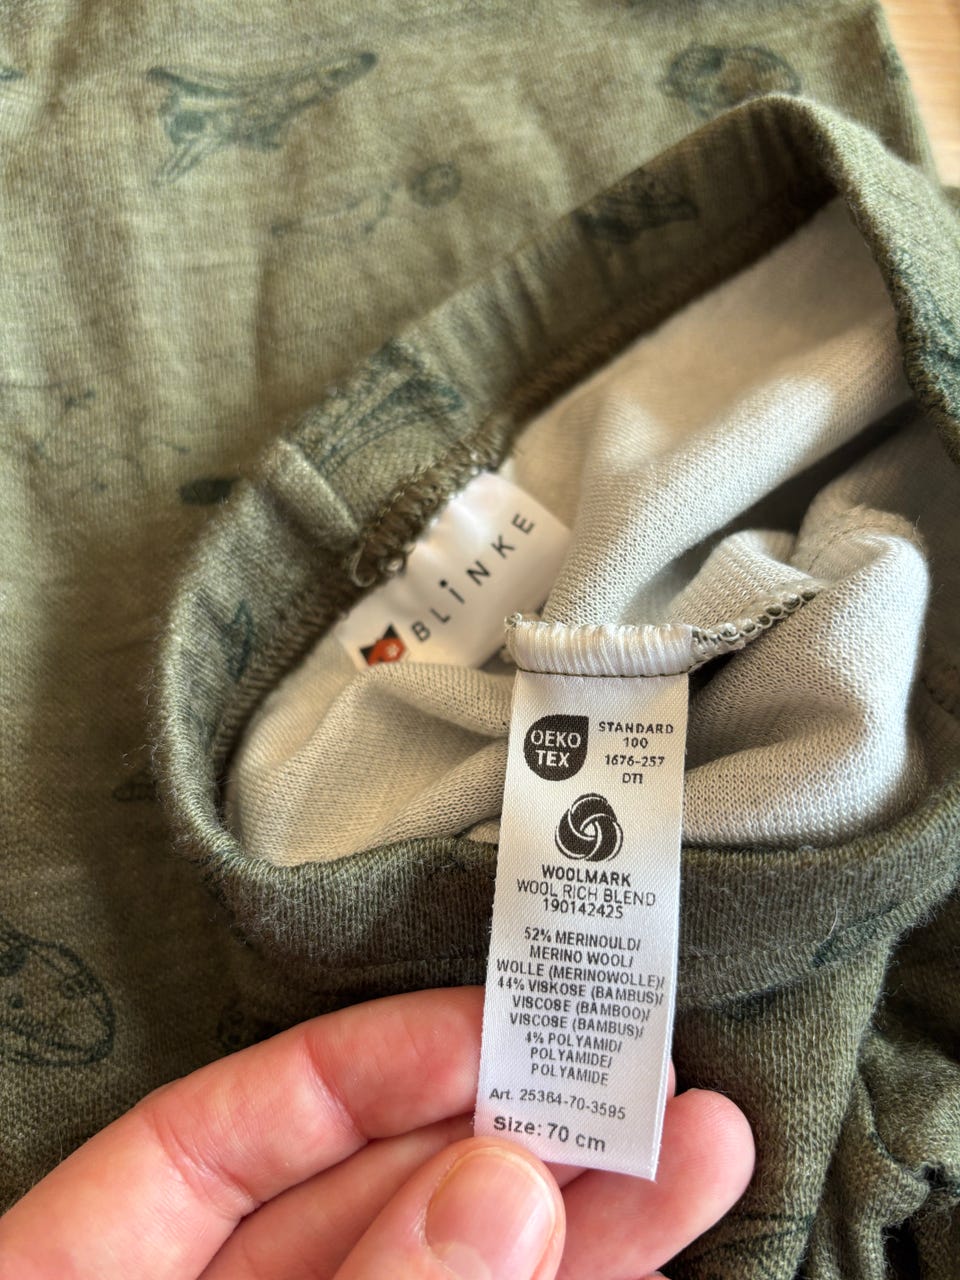 BLiNKE
OEKO
TEX
STANDARD
100
1676-257
DTI
WOOLMARK
WOOL RICH BLEND
190142425
52% MERINOULD/
MERINO WOOL/
WOLLE (MERINOWOLLE)/
44% VISKOSE (BAMBUS)/
VISCOSE (BAMBOO)/
VISCOSE (BAMBUS)/
4% POLYAMID/
POLYAMIDE/
POLYAMIDE
Art. 25364-70-3595
Size: 70 cm